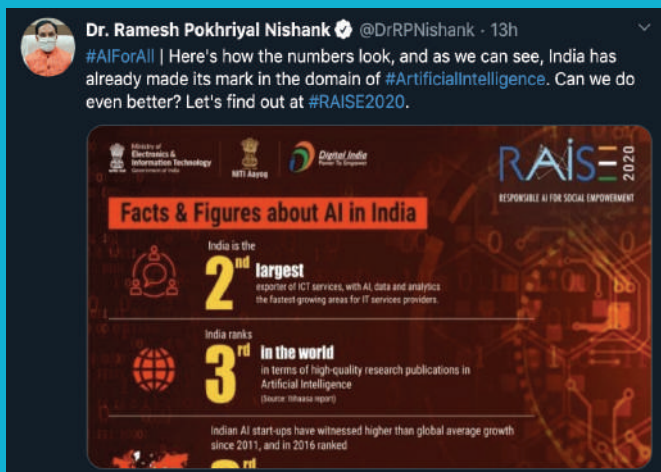 Dr. Ramesh Pokhriyal Nishank @DrRPNishank · 13h
#AIForAll | Here's how the numbers look, and as we can see, India has
already made its mark in the domain of #ArtificialIntelligence. Can we do
even better? Let's find out at #RAISE2020.
Ministry of
Electronics &
Information Technology
Government of India
NITI Aayog
Digital India
Power To Empower
RAISE 2020
RESPONSIBLE AI FOR SOCIAL EMPOWERMENT
Facts & Figures about AI in India
India is the
2nd largest
exporter of ICT services, with AI, data and analytics
the fastest growing areas for IT services providers.
India ranks
3rd in the world
in terms of high-quality research publications in
Artificial Intelligence
(Source: Itihaasa report)
Indian AI start-ups have witnessed higher than global average growth
since 2011, and in 2016 ranked